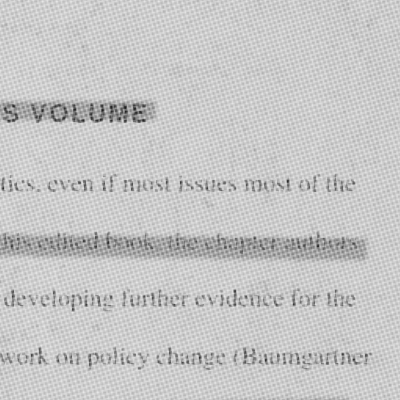 S VOLUME
tics, even if most issues most of the
his edited book, the chapter authors
developing further evidence for the
work on policy change (Baumgartner